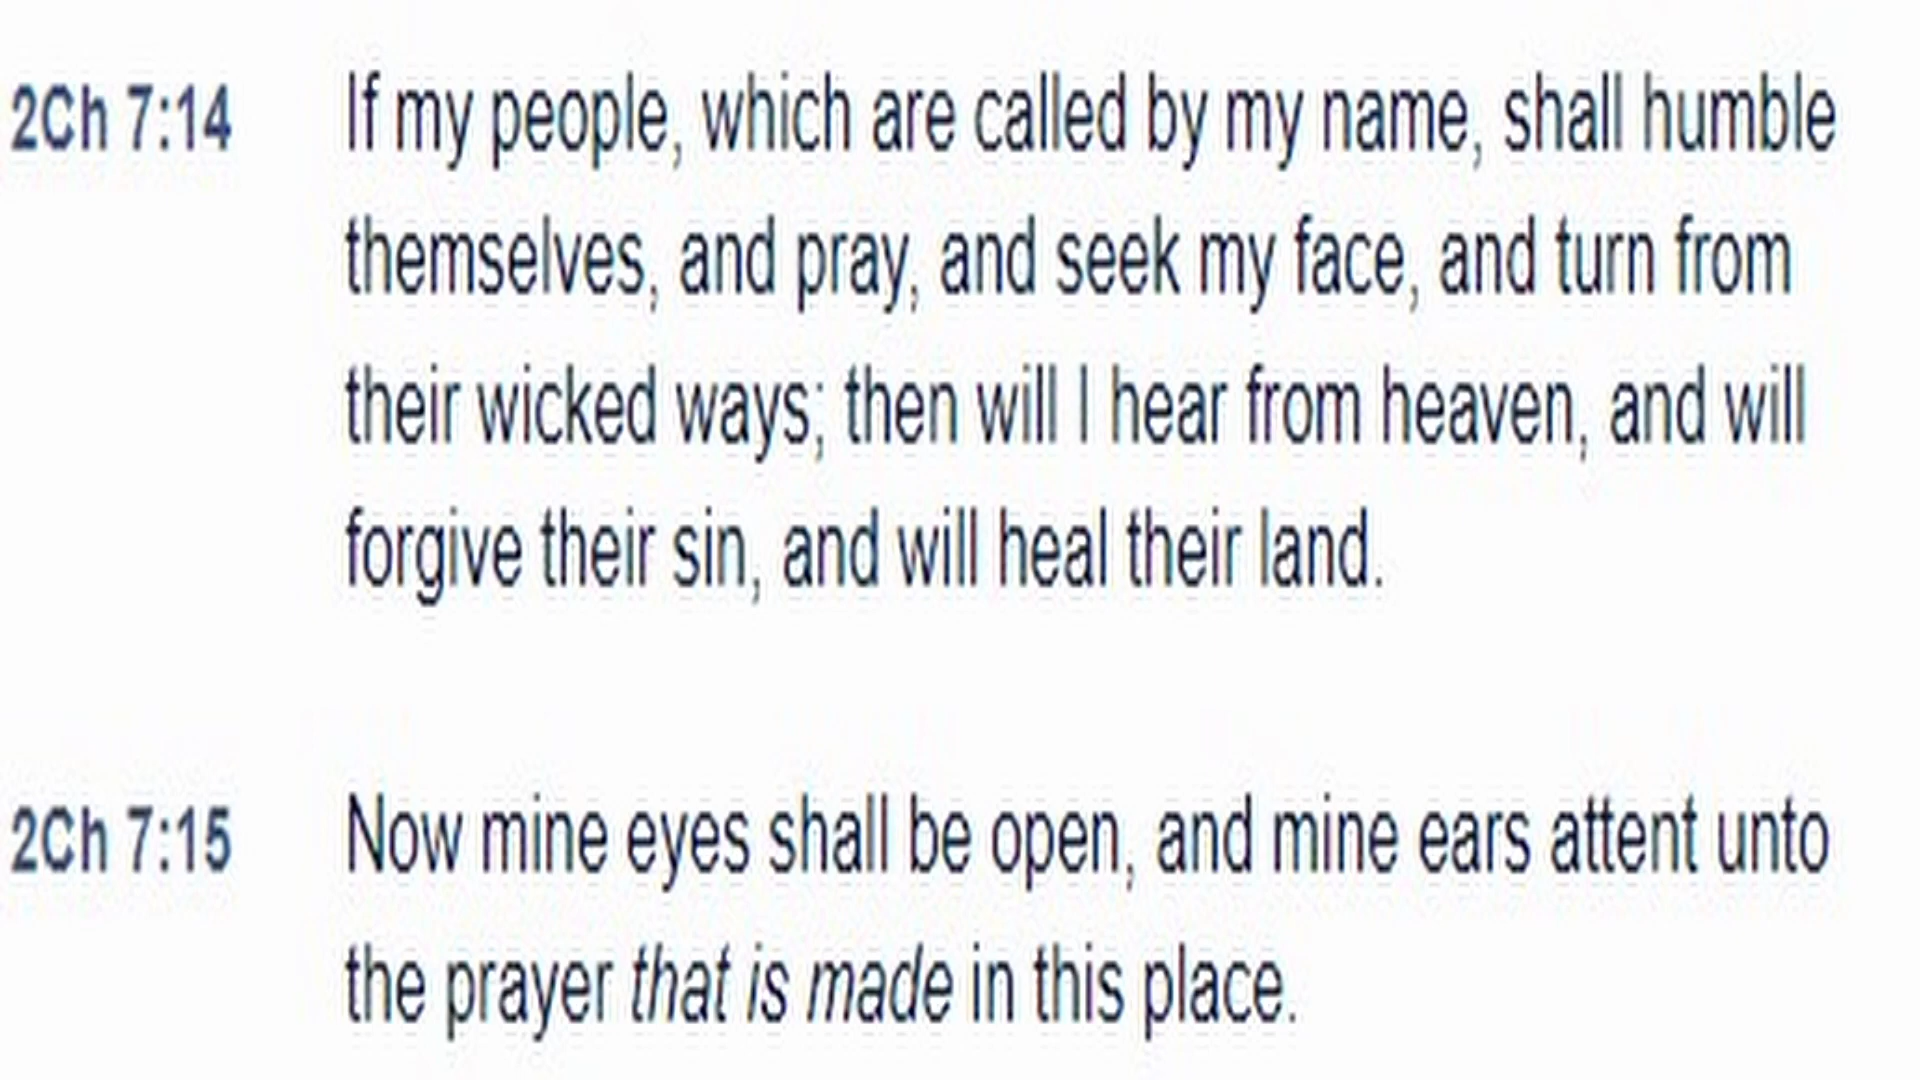 2Ch 7:14 If my people, which are called by my name, shall humble
themselves, and pray, and seek my face, and turn from
their wicked ways; then will I hear from heaven, and will
forgive their sin, and will heal their land.
2Ch 7:15 Now mine eyes shall be open, and mine ears attent unto
the prayer that is made in this place.